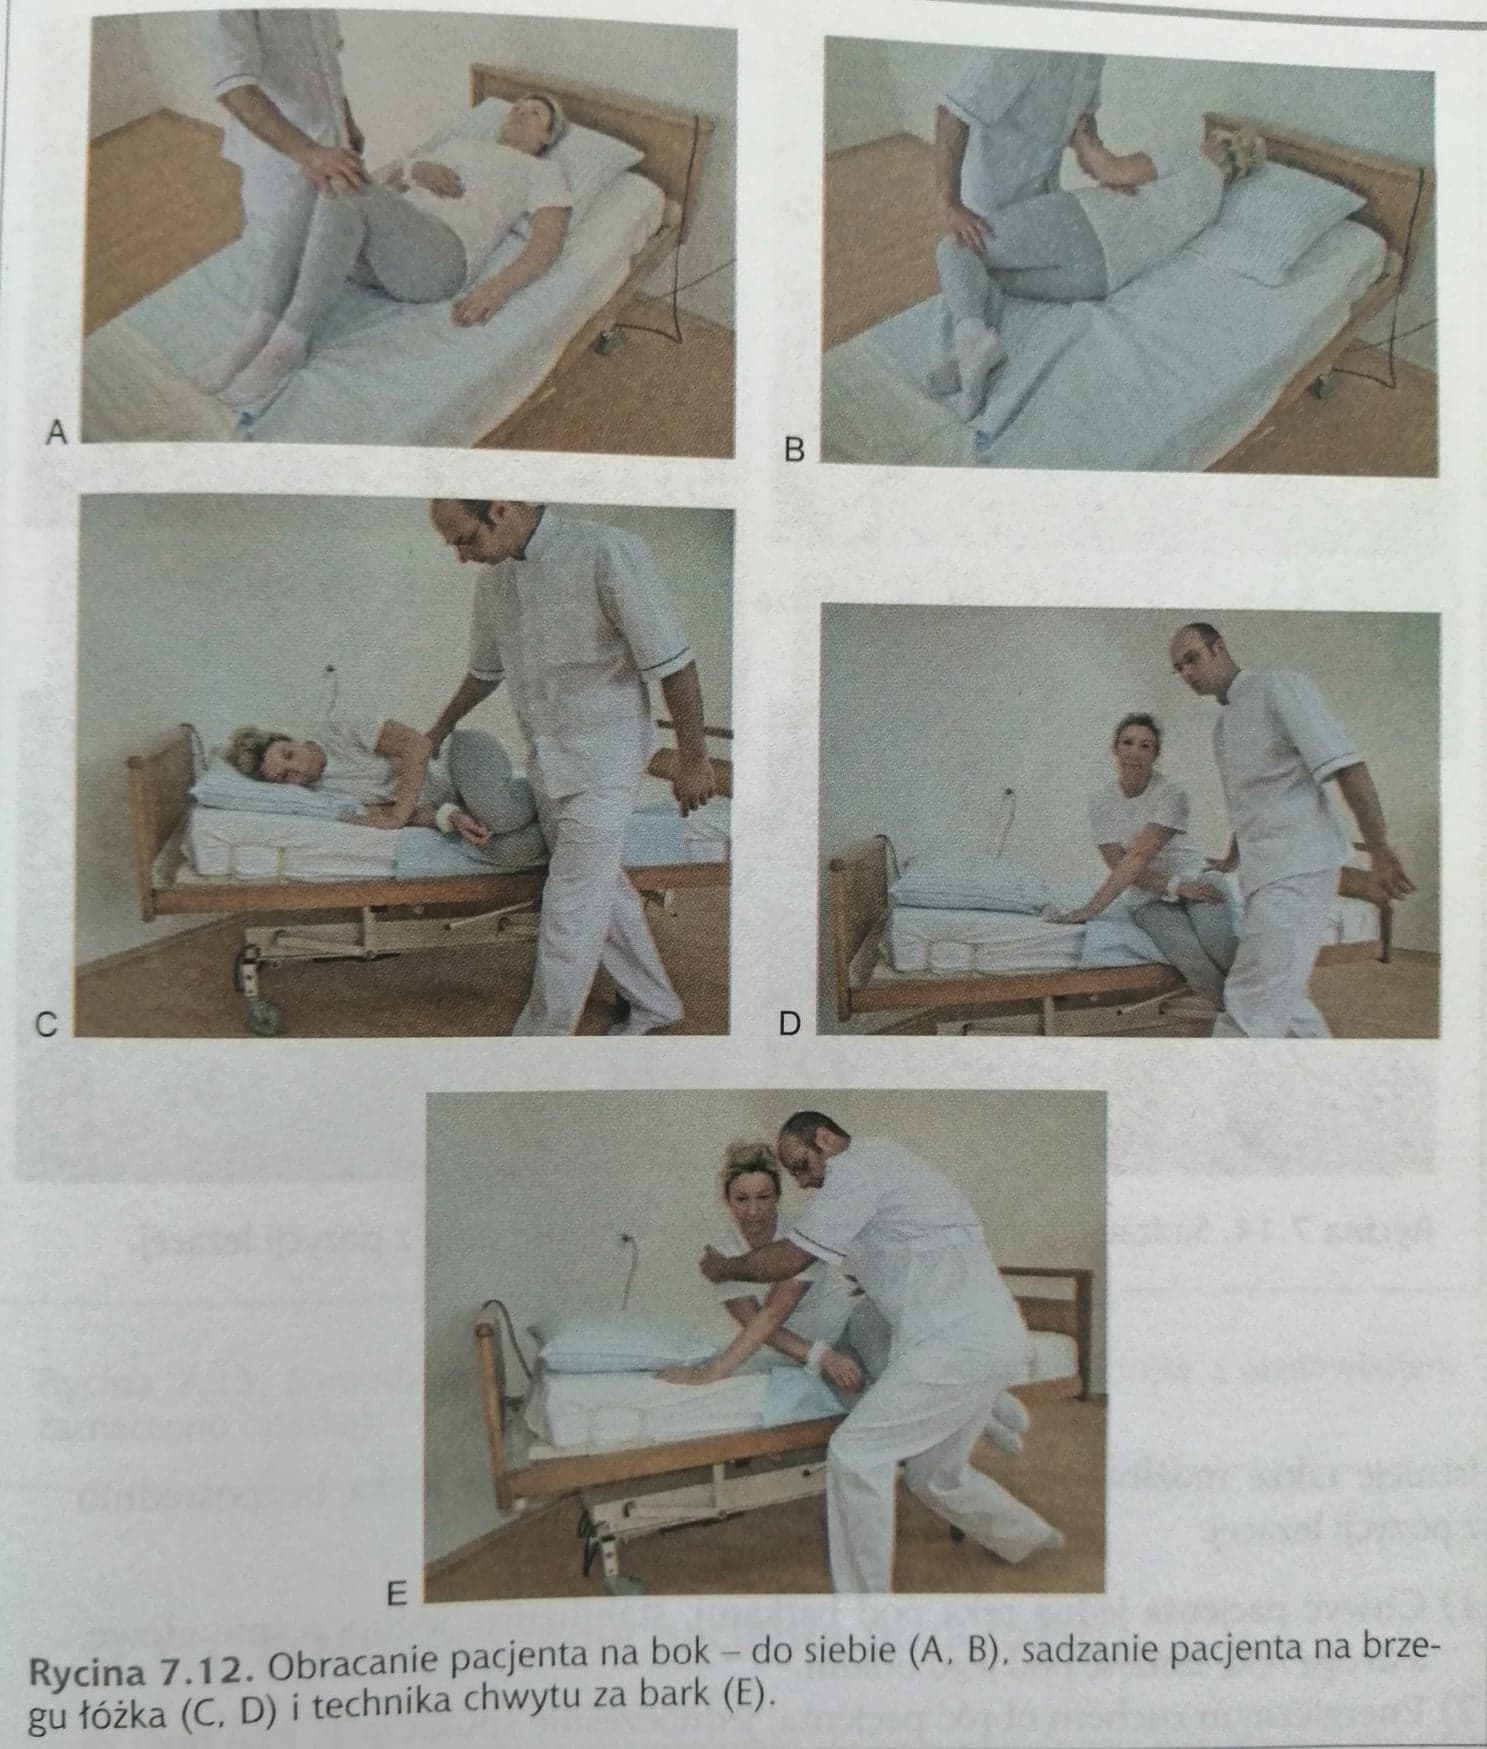 A
B
C
D
E
Rycina 7.12. Obracanie pacjenta na bok – do siebie (A, B), sadzanie pacjenta na brze-
gu łóżka (C, D) i technika chwytu za bark (E).